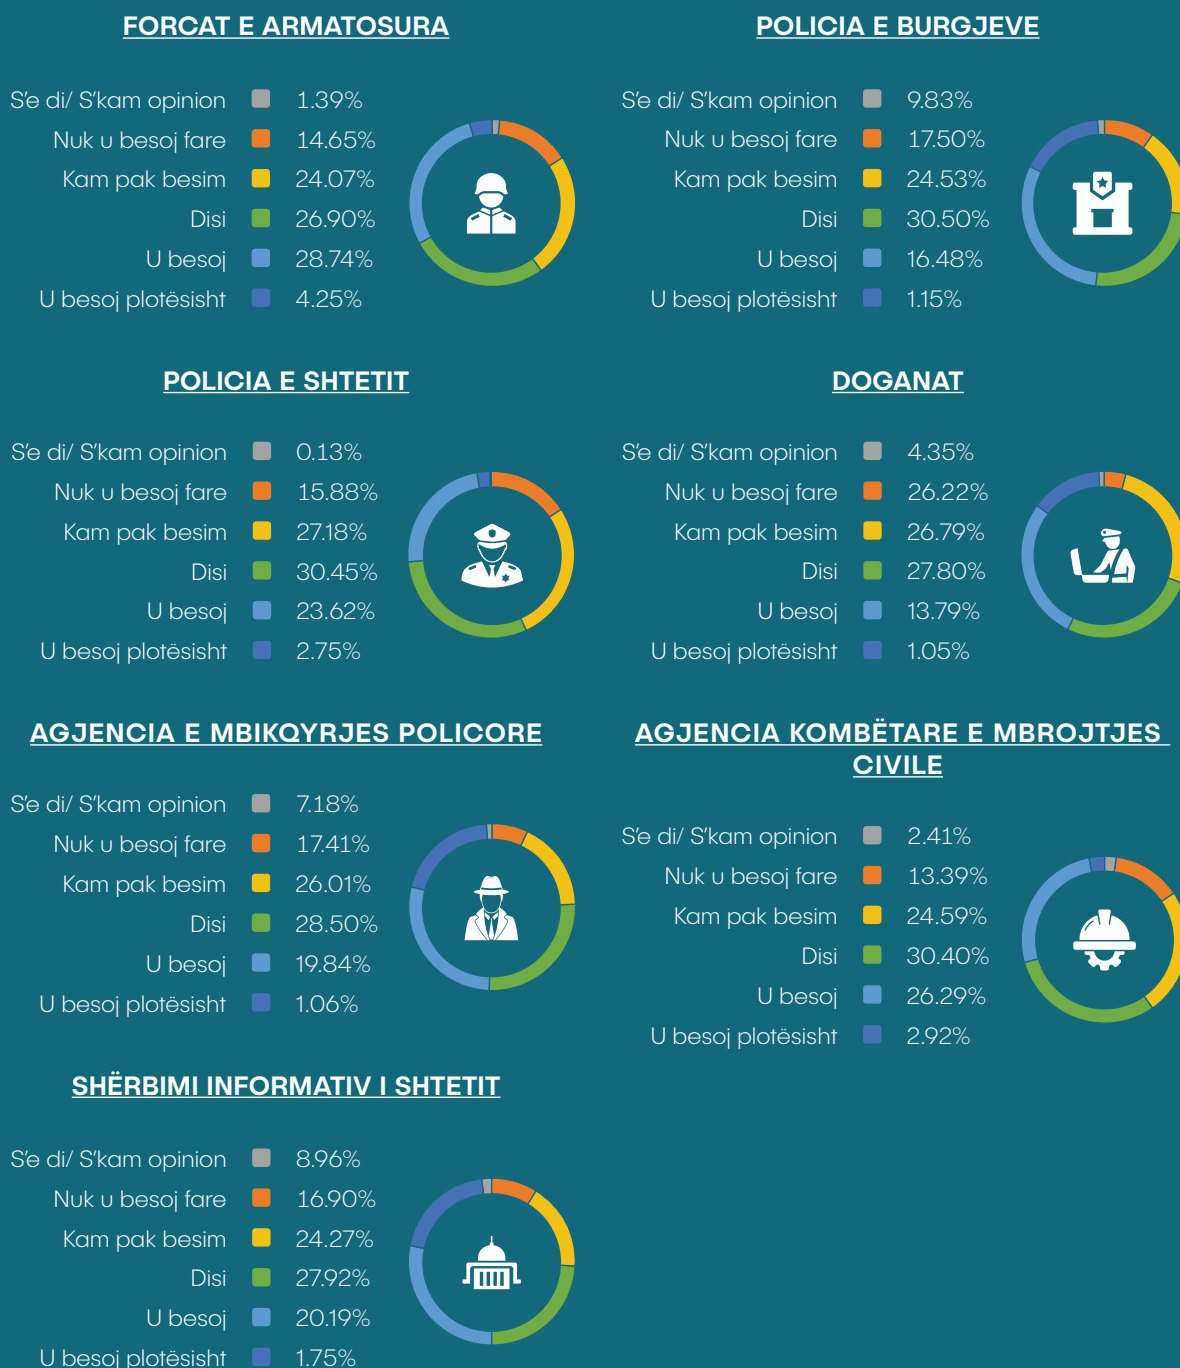 FORCAT E ARMATOSURA
S'e di/ S'kam opinion 1.39%
Nuk u besoj fare 14.65%
Kam pak besim 24.07%
Disi 26.90%
U besoj 28.74%
U besoj plotësisht 4.25%
POLICIA E BURGJEVE
S'e di/ S'kam opinion 9.83%
Nuk u besoj fare 17.50%
Kam pak besim 24.53%
Disi 30.50%
U besoj 16.48%
U besoj plotësisht 1.15%
POLICIA E SHTETIT
S'e di/ S'kam opinion 0.13%
Nuk u besoj fare 15.88%
Kam pak besim 27.18%
Disi 30.45%
U besoj 23.62%
U besoj plotësisht 2.75%
DOGANAT
S'e di/ S'kam opinion 4.35%
Nuk u besoj fare 26.22%
Kam pak besim 26.79%
Disi 27.80%
U besoj 13.79%
U besoj plotësisht 1.05%
AGJENCIA E MBIKQYRJES POLICORE
S'e di/ S'kam opinion 7.18%
Nuk u besoj fare 17.41%
Kam pak besim 26.01%
Disi 28.50%
U besoj 19.84%
U besoj plotësisht 1.06%
AGJENCIA KOMBËTARE E MBROJTJES
CIVILE
S'e di/ S'kam opinion 2.41%
Nuk u besoj fare 13.39%
Kam pak besim 24.59%
Disi 30.40%
U besoj 26.29%
U besoj plotësisht 2.92%
SHËRBIMI INFORMATIV I SHTETIT
S'e di/ S'kam opinion 8.96%
Nuk u besoj fare 16.90%
Kam pak besim 24.27%
Disi 27.92%
U besoj 20.19%
U besoj plotësisht 1.75%